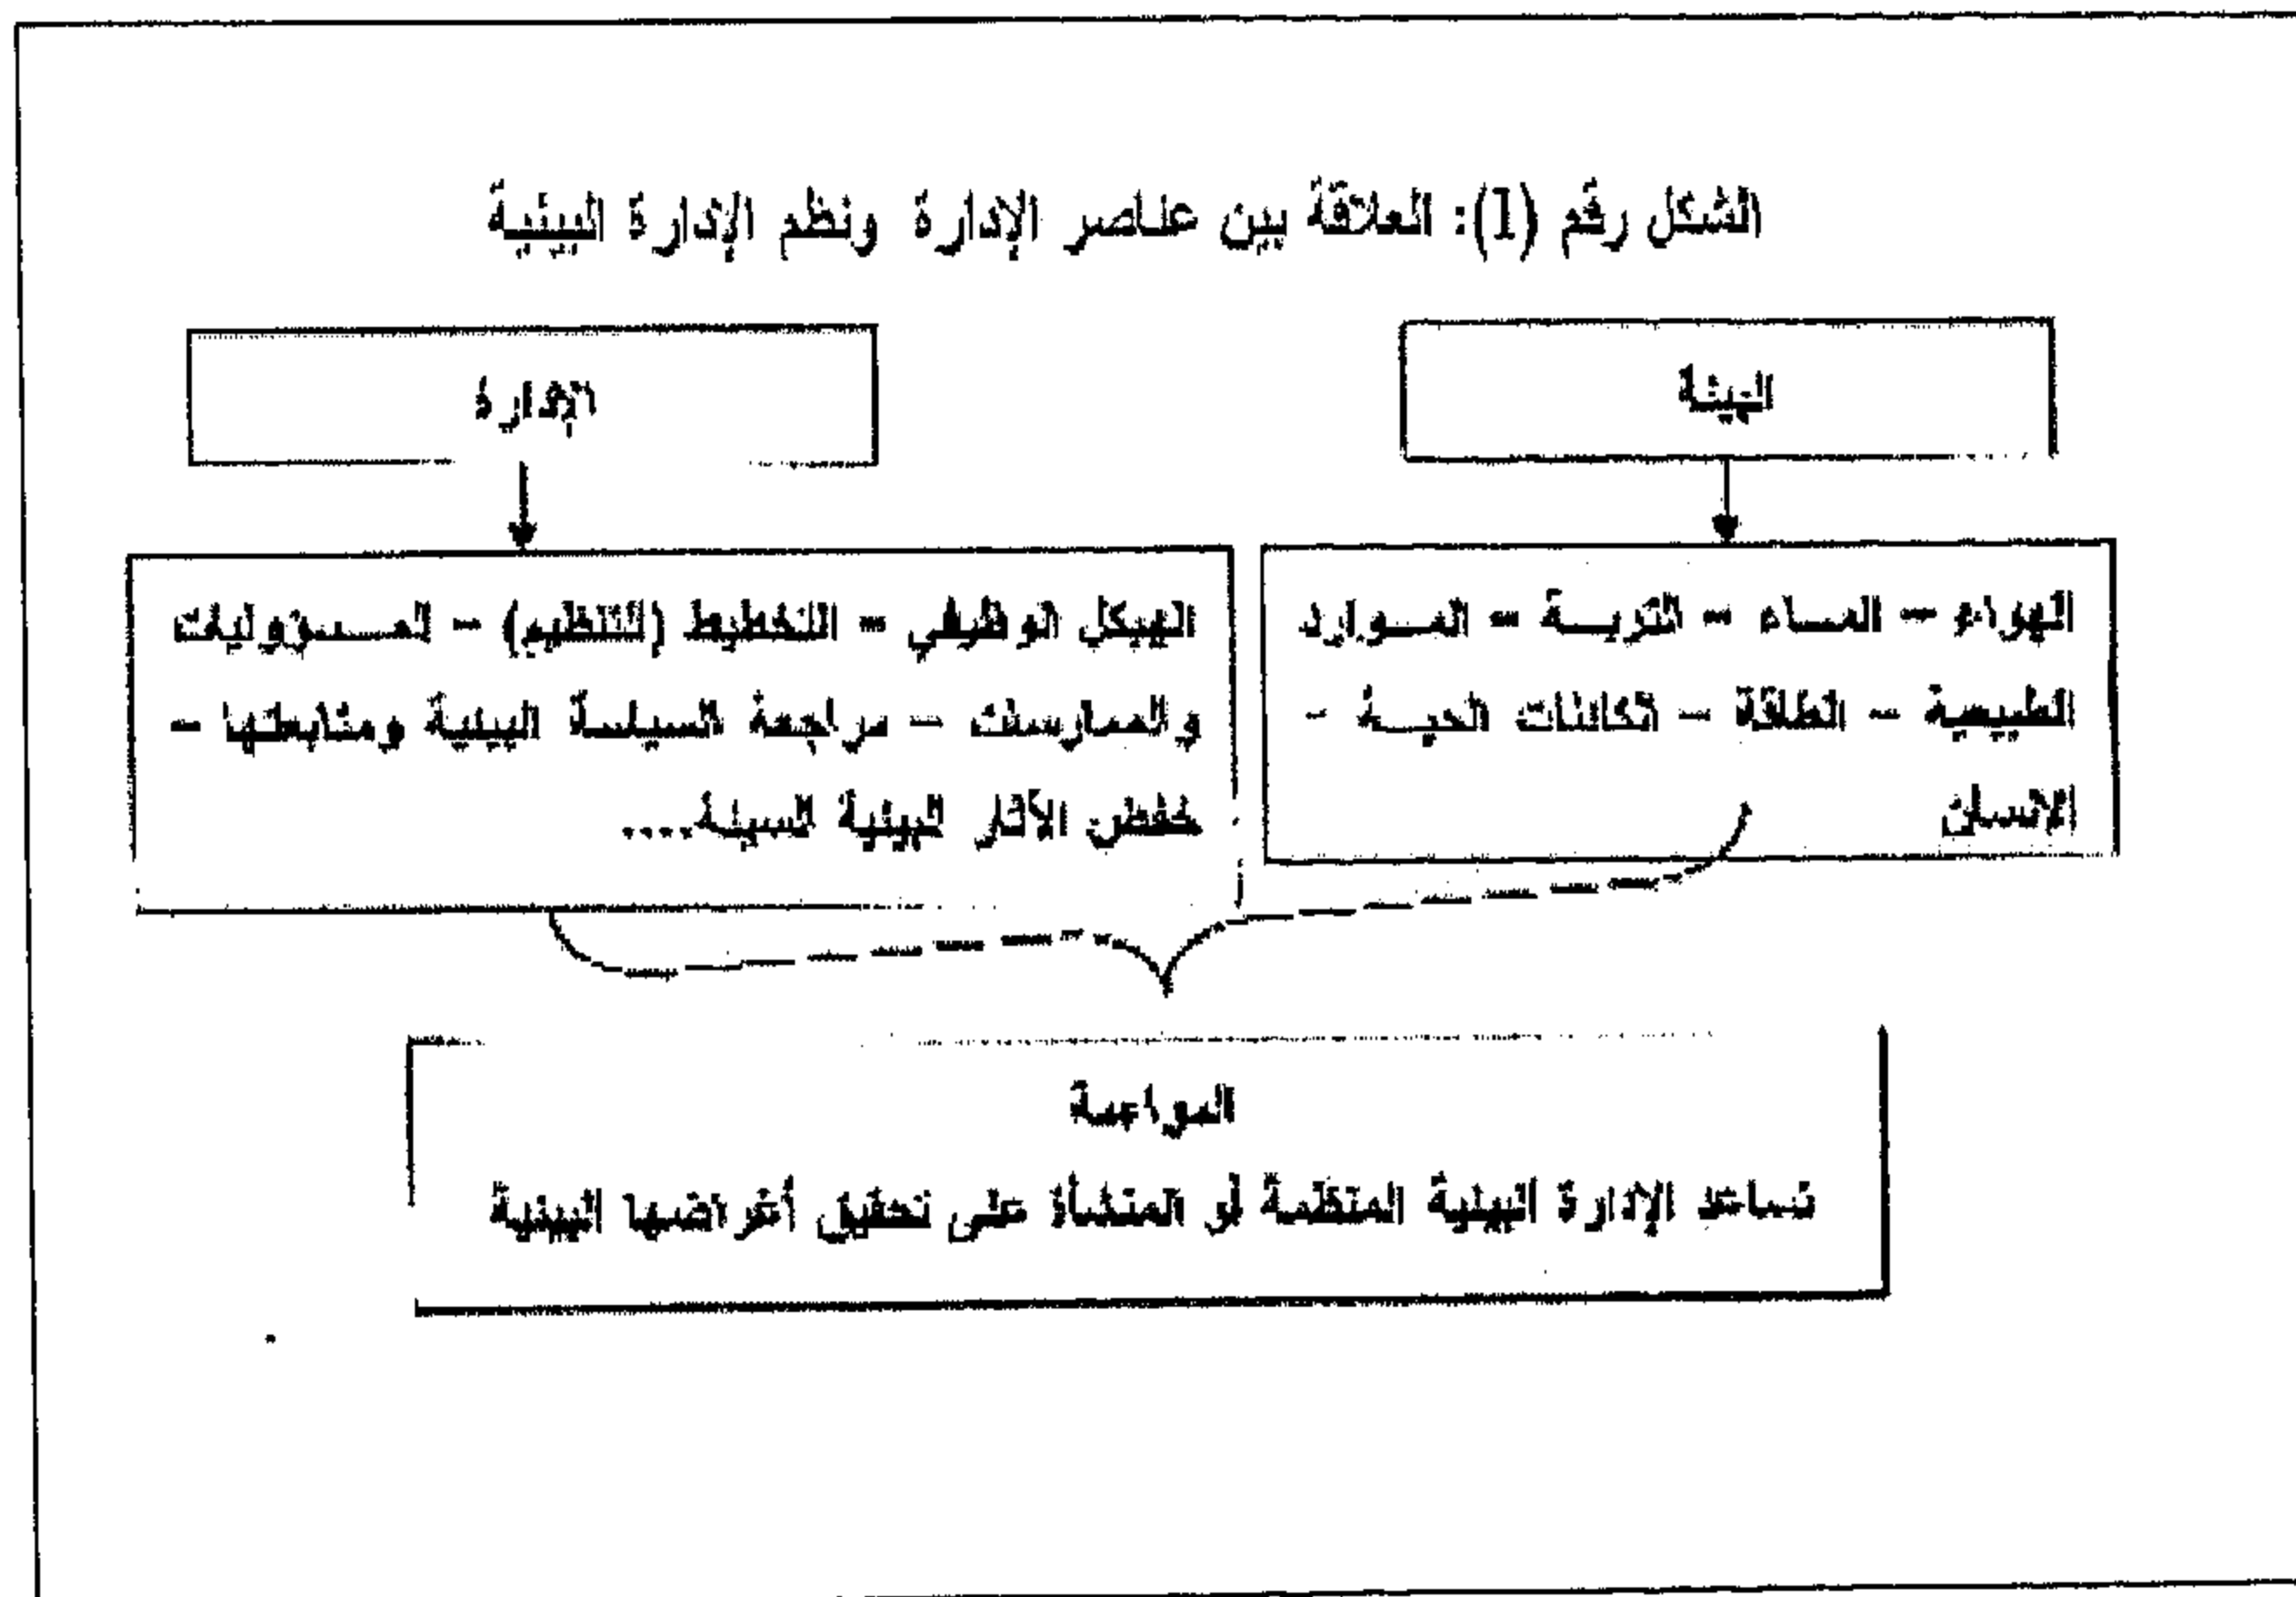 الشكل رقم (1): العلاقة بين عناصر الإدارة ونظم الإدارة البيئية
البيئة
الإدارة
الهواء – الماء – التربة – الموارد
الطبيعية – الطاقة – الكائنات الحية -
الإنسان
الهيكل الوظيفي – التخطيط (التنظيم) – المسؤوليات
والممارسات – مراجعة السياسة البيئية ومتابعتها –
خفض الآثار البيئية السيئة....
المواءمة
تساعد الإدارة البيئية المنظمة أو المنشأة على تحقيق أغراضها البيئية